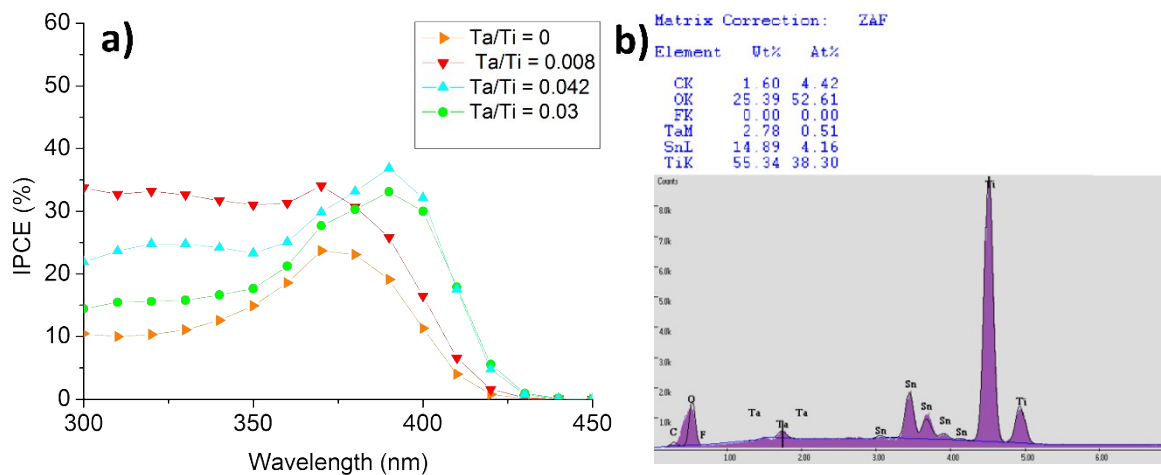 a)
60
50
40
30
20
10
0
IPCE (%)
300
350
400
450
Wavelength (nm)
Ta/Ti = 0
Ta/Ti = 0.008
Ta/Ti = 0.042
Ta/Ti = 0.03
b)
Matrix Correction: ZAF
Element Wt% At%
CK 1.60 4.42
OK 25.39 52.61
FK 0.00 0.00
TaM 2.78 0.51
SnL 14.89 4.16
TiK 55.34 38.30
Counts
8.0k
7.0k
6.0k
5.0k
4.0k
3.0k
2.0k
1.0k
C
O
F
Ta
Ta
Ta
Sn
Sn
Sn
Sn
Sn
Ti
Ti
1.00
2.00
3.00
4.00
5.00
6.00